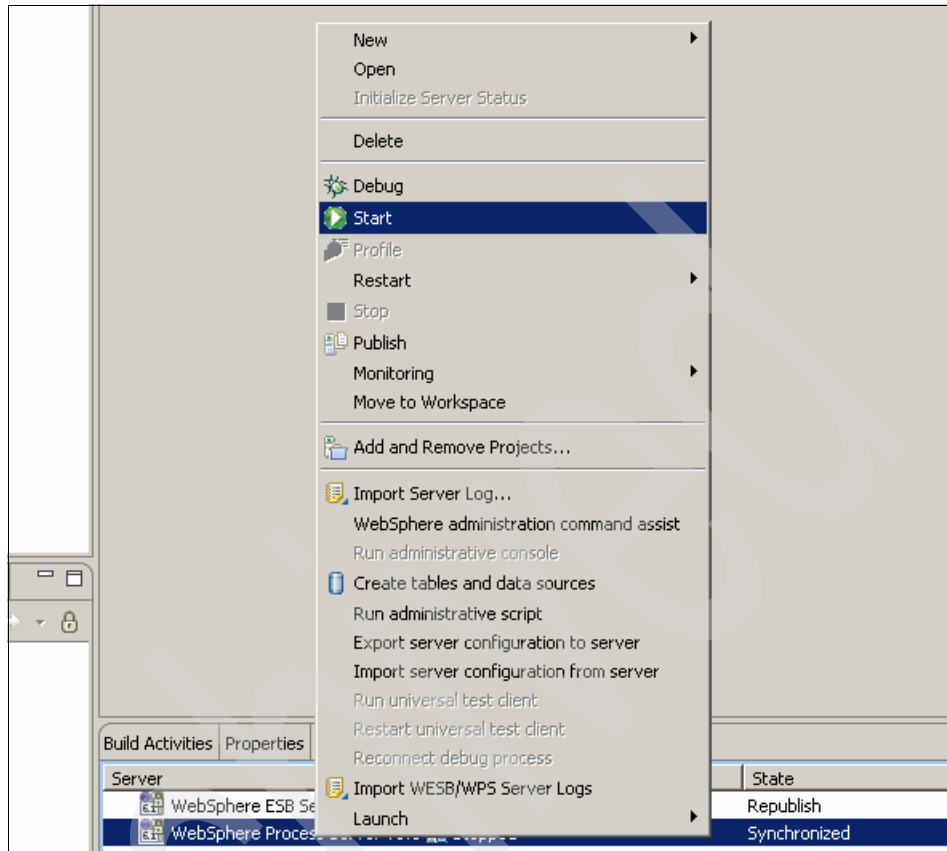 New
Open
Initialize Server Status
Delete
Debug
Start
Profile
Restart
Stop
Publish
Monitoring
Move to Workspace
Add and Remove Projects...
Import Server Log...
WebSphere administration command assist
Run administrative console
Create tables and data sources
Run administrative script
Export server configuration to server
Import server configuration from server
Run universal test client
Restart universal test client
Reconnect debug process
Import WESB/WPS Server Logs
Launch
Build Activities Properties
Server State
WebSphere ESB Se Republish
WebSphere Proces Synchronized